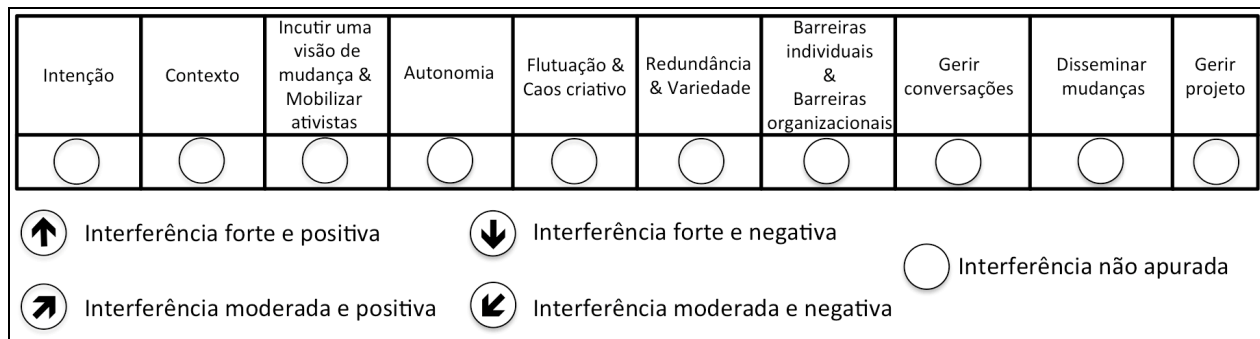 Intenção
Contexto
Incutir uma
visão de
mudança &
Mobilizar
ativistas
Autonomia
Flutuação &
Caos criativo
Redundância
& Variedade
Barreiras
individuais
&
Barreiras
organizacionais
Gerir
conversações
Disseminar
mudanças
Gerir
projeto
Interferência forte e positiva
Interferência forte e negativa
Interferência não apurada
Interferência moderada e positiva
Interferência moderada e negativa